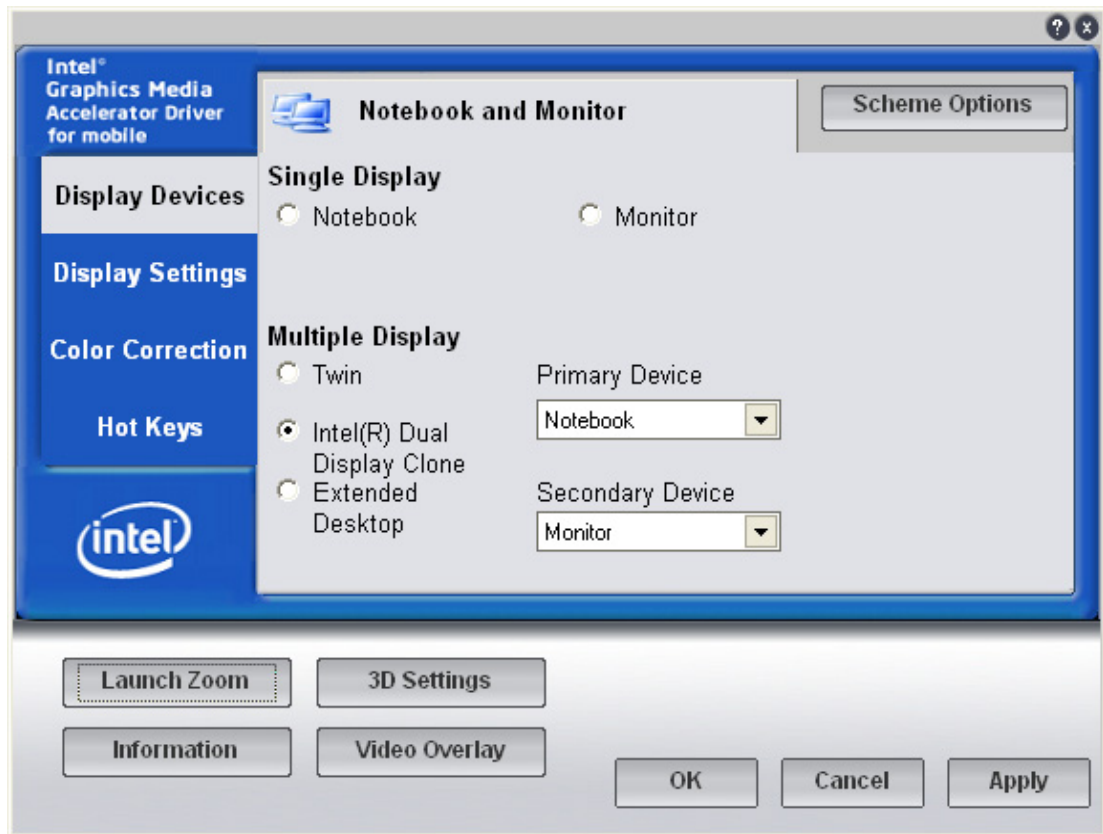 Intel®
Graphics Media
Accelerator Driver
for mobile
Notebook and Monitor
Scheme Options
Display Devices
Display Settings
Color Correction
Hot Keys
intel
Single Display
Notebook
Monitor
Multiple Display
Twin
Intel(R) Dual
Display Clone
Extended
Desktop
Primary Device
Notebook
Secondary Device
Monitor
Launch Zoom
3D Settings
Information
Video Overlay
OK
Cancel
Apply